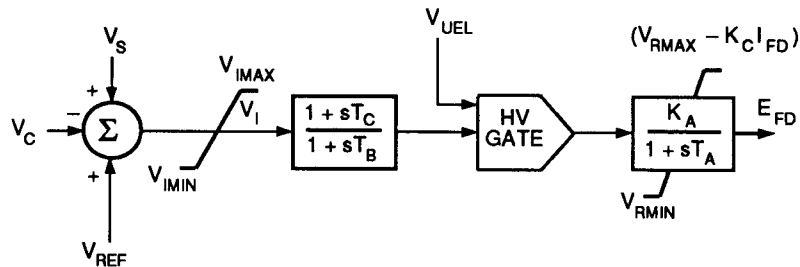 V_S
V_C
Σ
+
−
+
V_REF
V_IMAX
V_I
V_IMIN
1 + sT_C
1 + sT_B
V_UEL
HV
GATE
(V_RMAX − K_C I_FD)
K_A
1 + sT_A
V_RMIN
E_FD